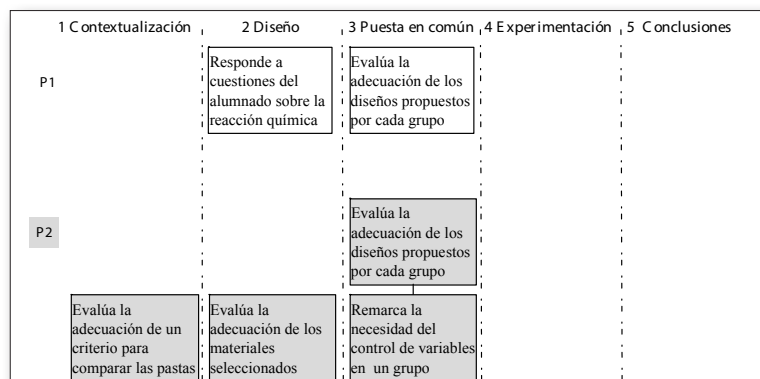 1 Contextualización 2 Diseño 3 Puesta en común 4 Experimentación 5 Conclusiones
P1
Responde a
cuestiones del
alumnado sobre la
reacción química
Evalúa la
adecuación de los
diseños propuestos
por cada grupo
P2
Evalúa la
adecuación de los
diseños propuestos
por cada grupo
Evalúa la
adecuación de un
criterio para
comparar las pastas
Evalúa la
adecuación de los
materiales
seleccionados
Remarca la
necesidad del
control de variables
en un grupo